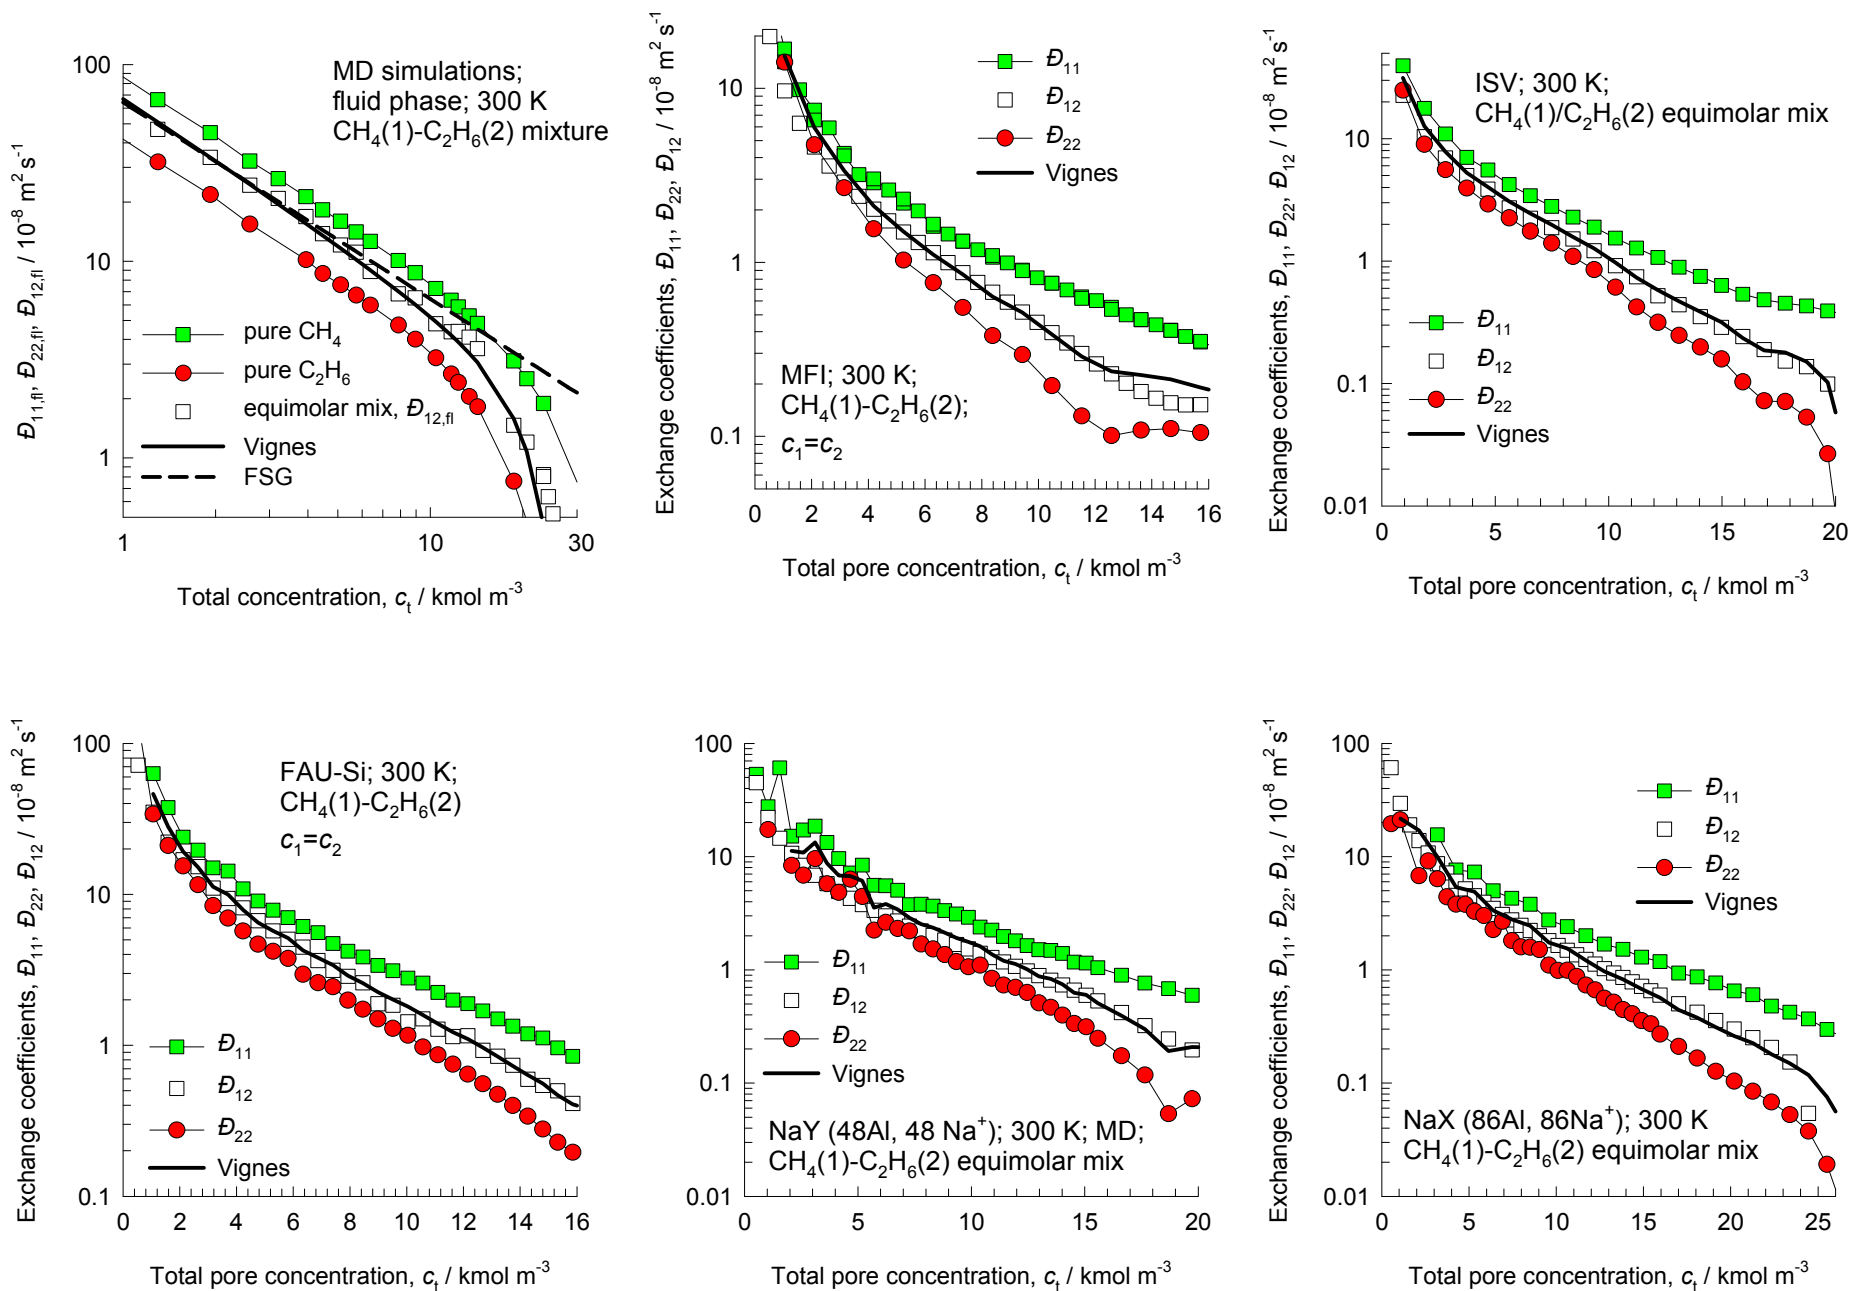 MD simulations;
fluid phase; 300 K
CH4(1)-C2H6(2) mixture
100
10
1
Đ11,fl, Đ22,fl, Đ12,fl / 10-8 m2 s-1
pure CH4
pure C2H6
equimolar mix, Đ12,fl
Vignes
FSG
1 10 30
Total concentration, ct / kmol m-3
Exchange coefficients, Đ11, Đ22, Đ12 / 10-8 m2 s-1
10
1
0.1
Đ11
Đ12
Đ22
Vignes
MFI; 300 K;
CH4(1)-C2H6(2);
c1=c2
0 2 4 6 8 10 12 14 16
Total pore concentration, ct / kmol m-3
Exchange coefficients, Đ11, Đ22, Đ12 / 10-8 m2 s-1
10
1
0.1
0.01
ISV; 300 K;
CH4(1)/C2H6(2) equimolar mix
Đ11
Đ12
Đ22
Vignes
0 5 10 15 20
Total pore concentration, ct / kmol m-3
Exchange coefficients, Đ11, Đ22, Đ12 / 10-8 m2 s-1
100
10
1
0.1
FAU-Si; 300 K;
CH4(1)-C2H6(2)
c1=c2
Đ11
Đ12
Đ22
Vignes
0 2 4 6 8 10 12 14 16
Total pore concentration, ct / kmol m-3
Exchange coefficients, Đ11, Đ22, Đ12 / 10-8 m2 s-1
100
10
1
0.1
0.01
Đ11
Đ12
Đ22
Vignes
NaY (48Al, 48 Na+); 300 K; MD;
CH4(1)-C2H6(2) equimolar mix
0 5 10 15 20
Total pore concentration, ct / kmol m-3
Exchange coefficients, Đ11, Đ22, Đ12 / 10-8 m2 s-1
100
10
1
0.1
0.01
Đ11
Đ12
Đ22
Vignes
NaX (86Al, 86Na+); 300 K
CH4(1)-C2H6(2) equimolar mix
0 5 10 15 20 25
Total pore concentration, ct / kmol m-3